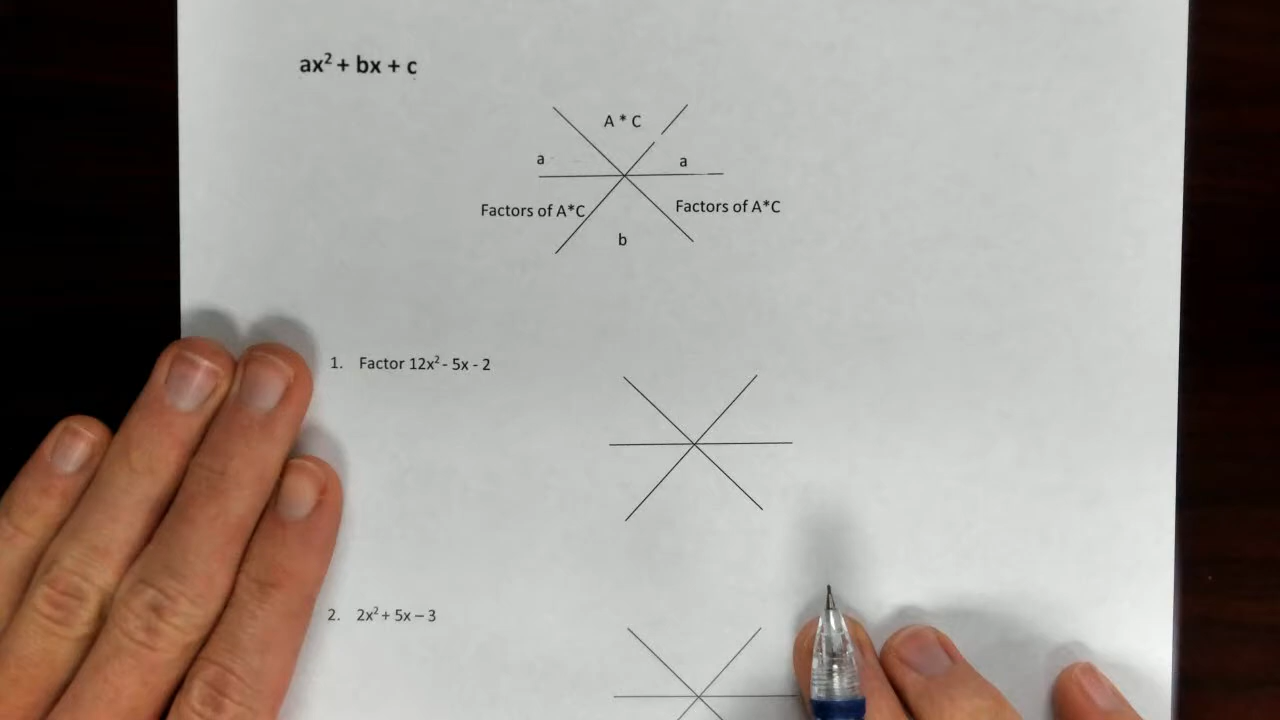 ax² + bx + c
A * C
a a
Factors of A*C Factors of A*C
b
1. Factor 12x² - 5x - 2
2. 2x² + 5x – 3